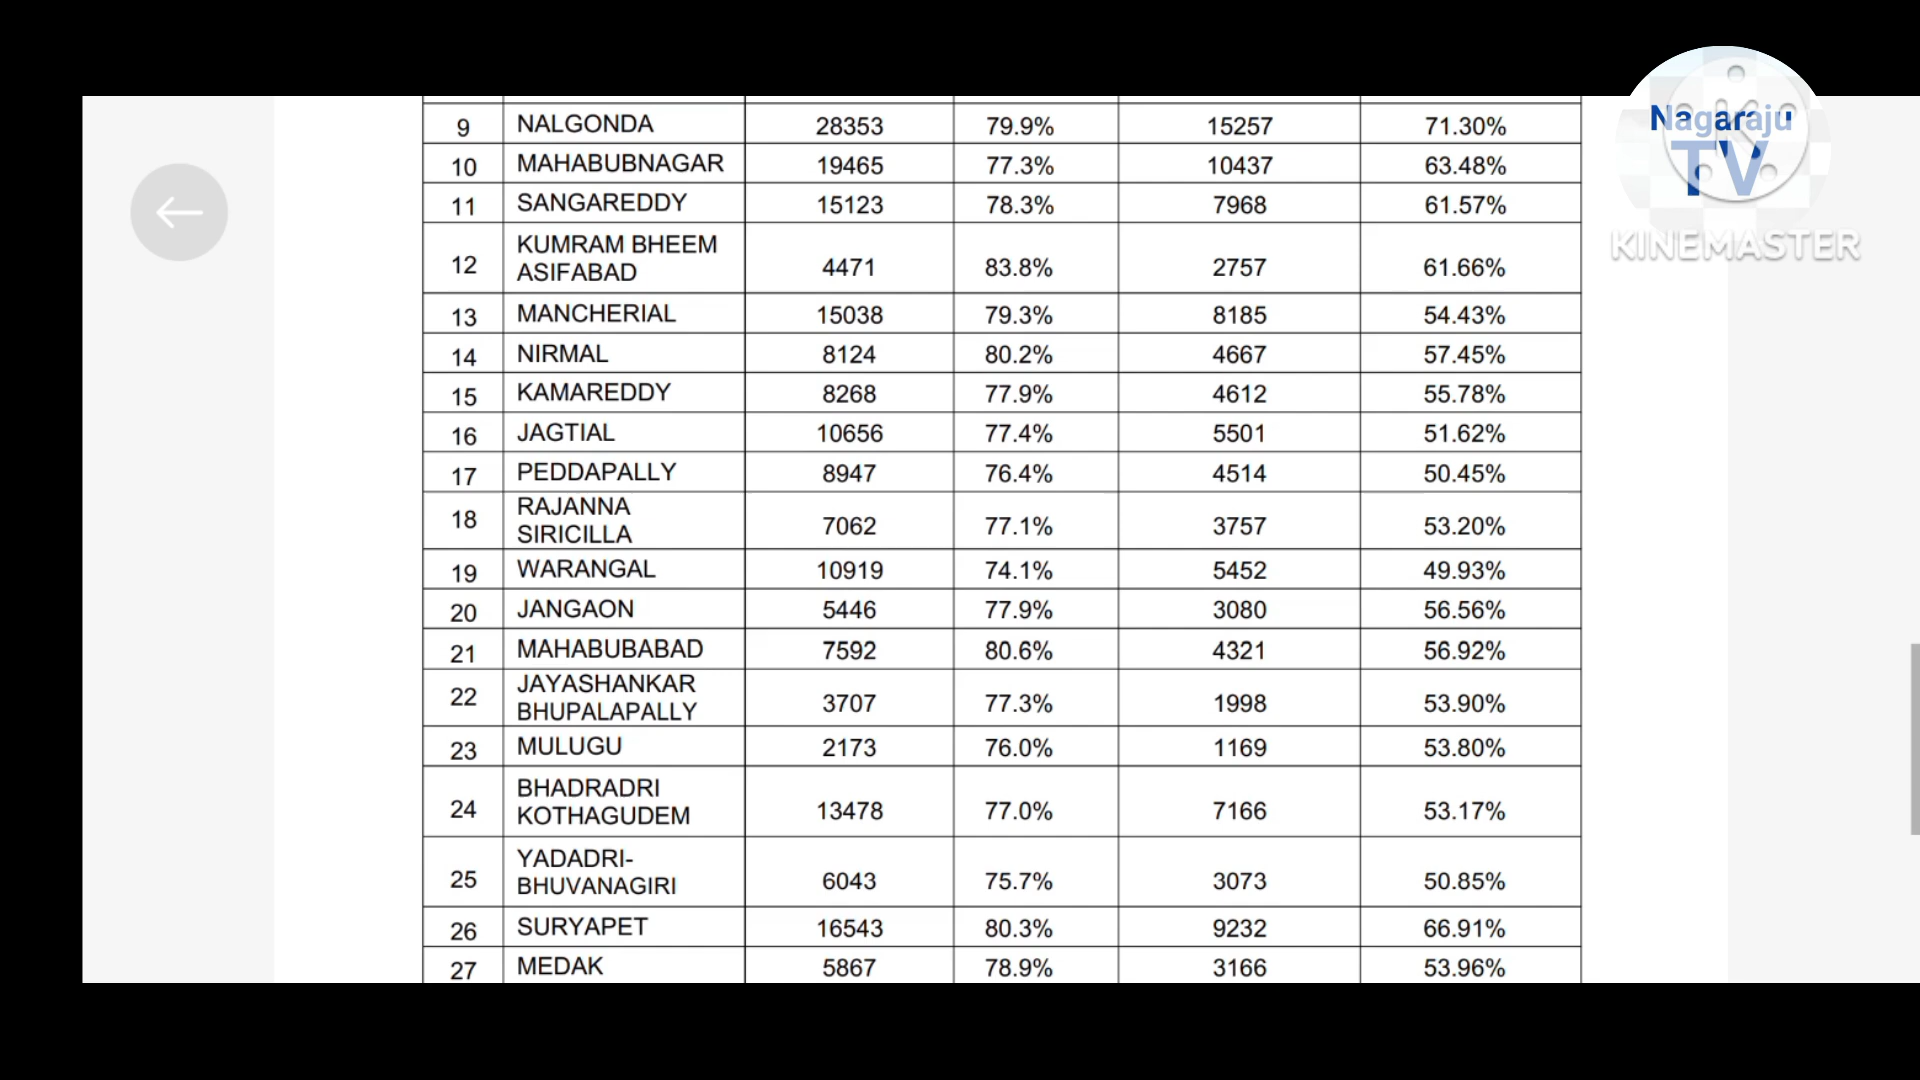 9 NALGONDA 28353 79.9% 15257 71.30%
10 MAHABUBNAGAR 19465 77.3% 10437 63.48%
11 SANGAREDDY 15123 78.3% 7968 61.57%
12 KUMRAM BHEEM
ASIFABAD 4471 83.8% 2757 61.66%
13 MANCHERIAL 15038 79.3% 8185 54.43%
14 NIRMAL 8124 80.2% 4667 57.45%
15 KAMAREDDY 8268 77.9% 4612 55.78%
16 JAGTIAL 10656 77.4% 5501 51.62%
17 PEDDAPALLY 8947 76.4% 4514 50.45%
18 RAJANNA
SIRICILLA 7062 77.1% 3757 53.20%
19 WARANGAL 10919 74.1% 5452 49.93%
20 JANGAON 5446 77.9% 3080 56.56%
21 MAHABUBABAD 7592 80.6% 4321 56.92%
22 JAYASHANKAR
BHUPALAPALLY 3707 77.3% 1998 53.90%
23 MULUGU 2173 76.0% 1169 53.80%
24 BHADRADRI
KOTHAGUDEM 13478 77.0% 7166 53.17%
25 YADADRI-
BHUVANAGIRI 6043 75.7% 3073 50.85%
26 SURYAPET 16543 80.3% 9232 66.91%
27 MEDAK 5867 78.9% 3166 53.96%
Nagaraju
TV
KINEMASTER